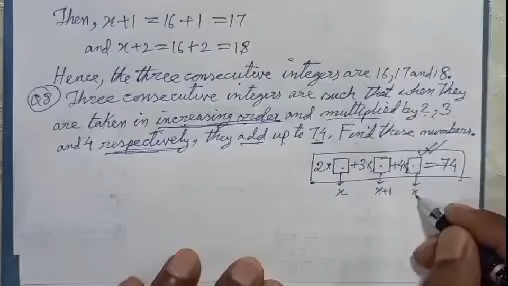 Then, x+1 = 16+1 = 17
and x+2 = 16+2 = 18
Hence, the three consecutive integers are 16, 17 and 18.
Q8 Three consecutive integers are such that when they
are taken in increasing order and multiplied by 2, 3
and 4 respectively, they add up to 74. Find these numbers.
2×□+3×□+4×□=74
x x+1 x